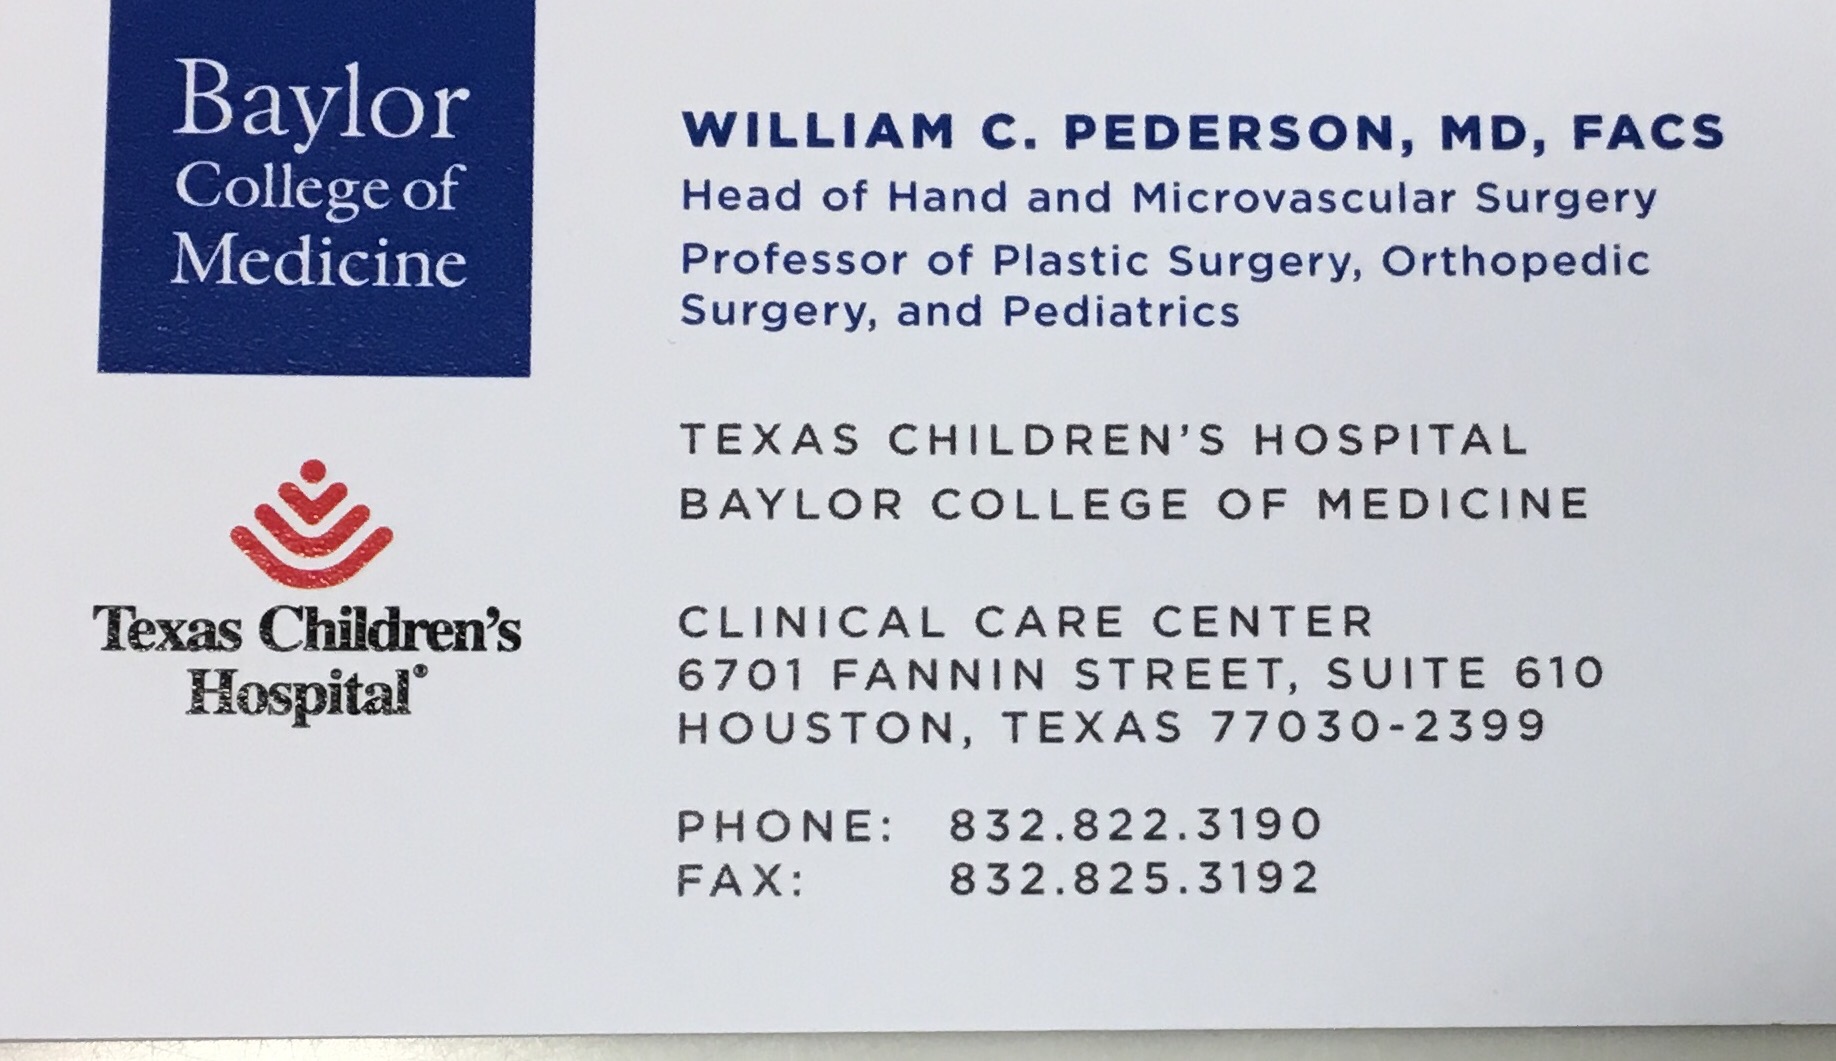 Baylor
College of
Medicine
WILLIAM C. PEDERSON, MD, FACS
Head of Hand and Microvascular Surgery
Professor of Plastic Surgery, Orthopedic
Surgery, and Pediatrics
TEXAS CHILDREN'S HOSPITAL
BAYLOR COLLEGE OF MEDICINE
Texas Children's
Hospital®
CLINICAL CARE CENTER
6701 FANNIN STREET, SUITE 610
HOUSTON, TEXAS 77030-2399
PHONE: 832.822.3190
FAX: 832.825.3192